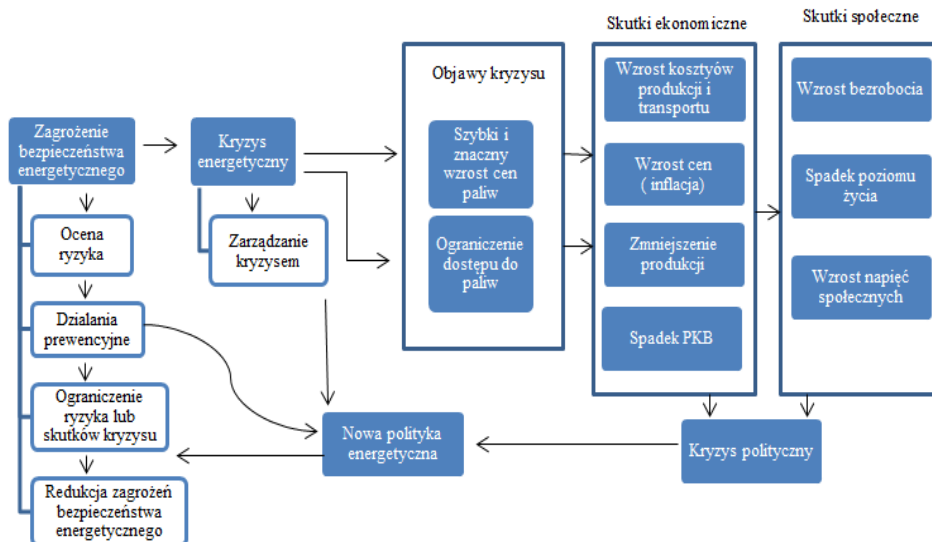 Zagrożenie
bezpieczeństwa
energetycznego
Ocena
ryzyka
Działania
prewencyjne
Ograniczenie
ryzyka lub
skutków kryzysu
Redukcja zagrożeń
bezpieczeństwa
energetycznego
Kryzys
energetyczny
Zarządzanie
kryzysem
Objawy kryzysu
Szybki i
znaczny
wzrost cen
paliw
Ograniczenie
dostępu do
paliw
Skutki ekonomiczne
Wzrost kosztyów
produkcji i
transportu
Wzrost cen
( inflacja)
Zmniejszenie
produkcji
Spadek PKB
Skutki społeczne
Wzrost bezrobocia
Spadek poziomu
życia
Wzrost napięć
społecznych
Nowa polityka
energetyczna
Kryzys polityczny